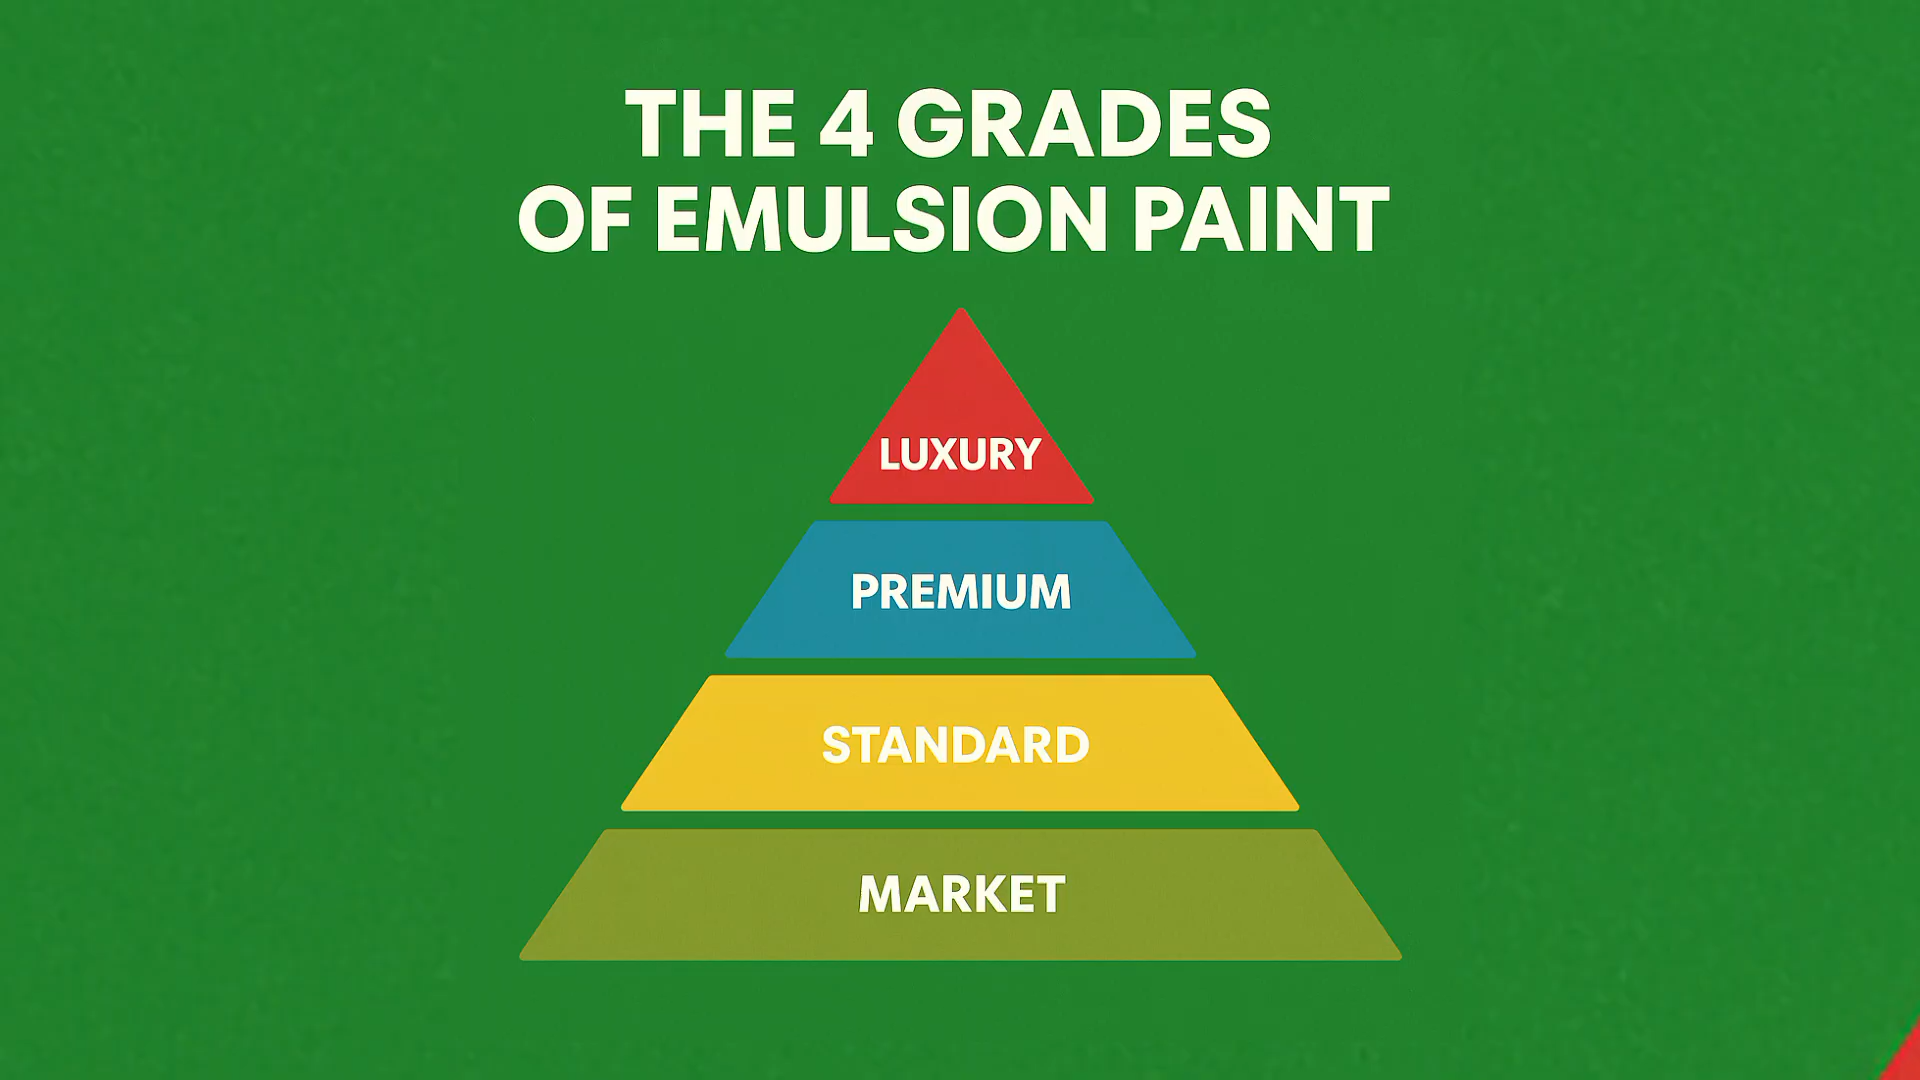 THE 4 GRADES
OF EMULSION PAINT
LUXURY
PREMIUM
STANDARD
MARKET